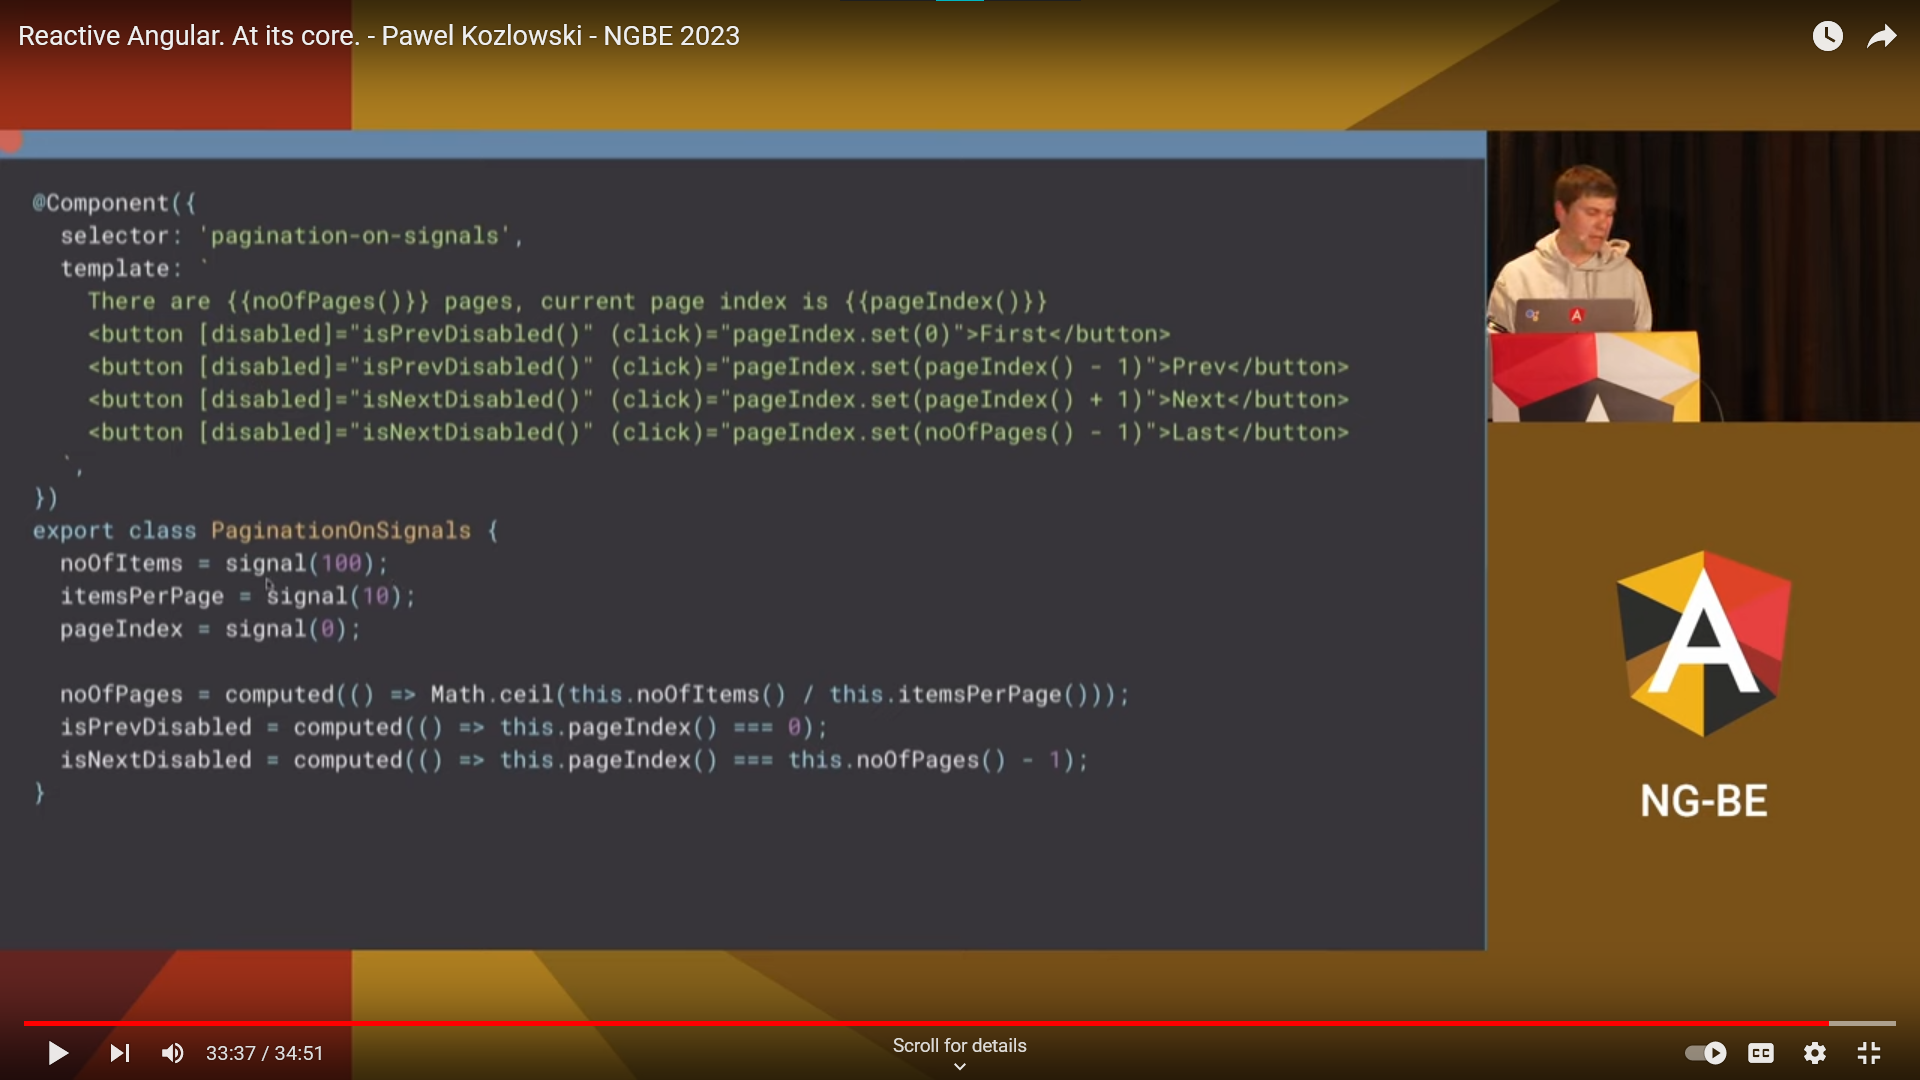 Reactive Angular. At its core. - Pawel Kozlowski - NGBE 2023
@Component({
  selector: 'pagination-on-signals',
  template: `
    There are {{noOfPages()}} pages, current page index is {{pageIndex()}}
    <button [disabled]="isPrevDisabled()" (click)="pageIndex.set(0)">First</button>
    <button [disabled]="isPrevDisabled()" (click)="pageIndex.set(pageIndex() - 1)">Prev</button>
    <button [disabled]="isNextDisabled()" (click)="pageIndex.set(pageIndex() + 1)">Next</button>
    <button [disabled]="isNextDisabled()" (click)="pageIndex.set(noOfPages() - 1)">Last</button>
  `,
})
export class PaginationOnSignals {
  noOfItems = signal(100);
  itemsPerPage = signal(10);
  pageIndex = signal(0);

  noOfPages = computed(() => Math.ceil(this.noOfItems() / this.itemsPerPage()));
  isPrevDisabled = computed(() => this.pageIndex() === 0);
  isNextDisabled = computed(() => this.pageIndex() === this.noOfPages() - 1);
}
A
A
NG-BE
33:37 / 34:51
Scroll for details
CC